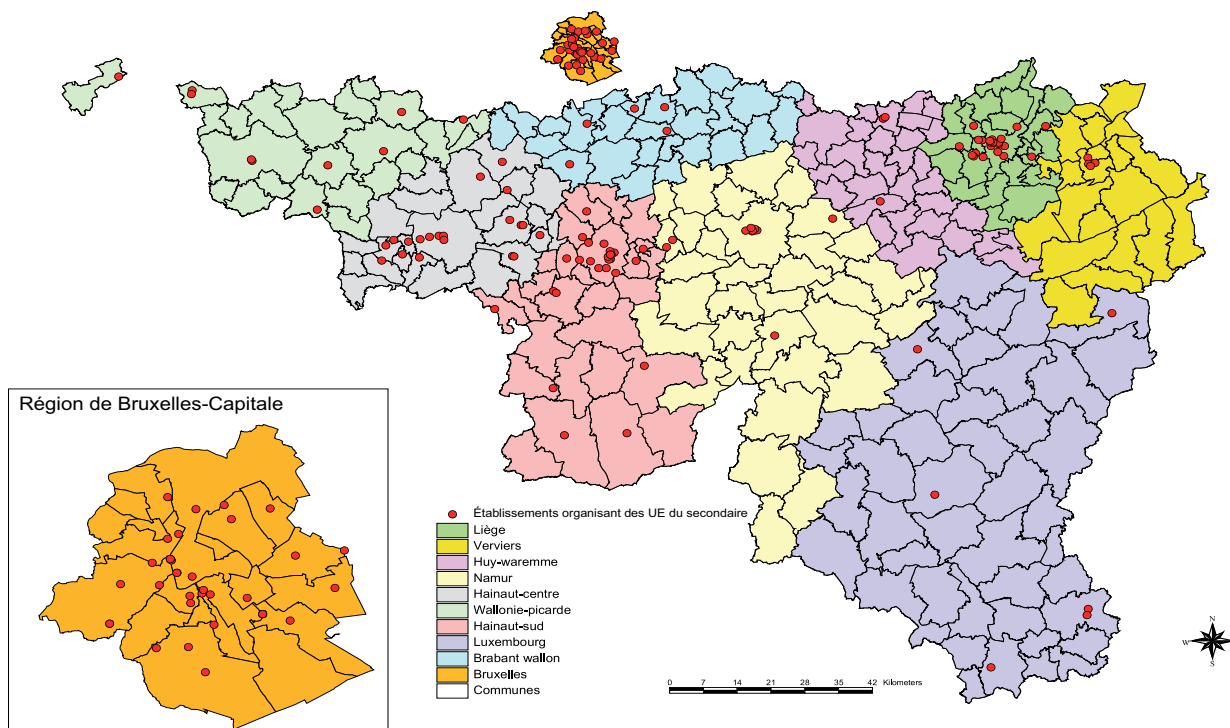 Région de Bruxelles-Capitale
Établissements organisant des UE du secondaire
Liège
Verviers
Huy-waremme
Namur
Hainaut-centre
Wallonie-picarde
Hainaut-sud
Luxembourg
Brabant wallon
Bruxelles
Communes
0 7 14 21 28 35 42 Kilometers
N
W E
S